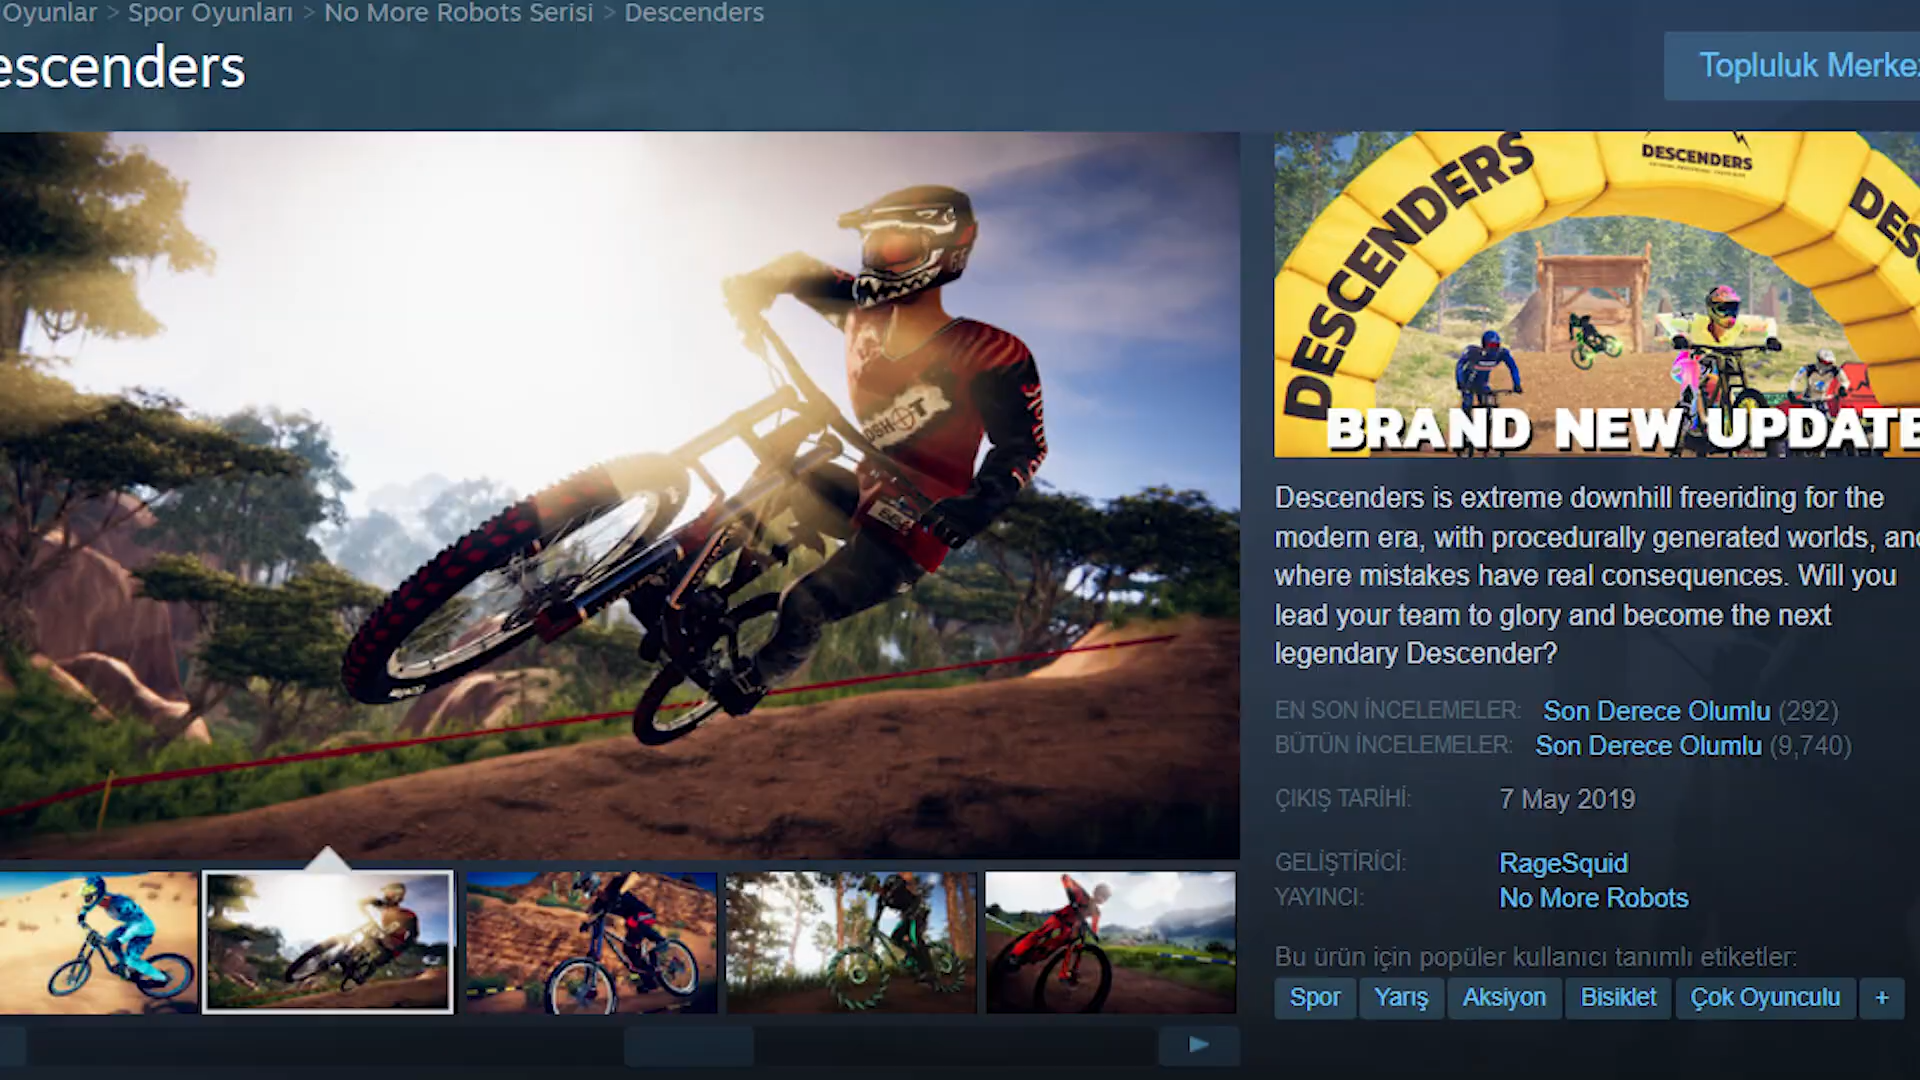 Oyunlar > Spor Oyunları > No More Robots Serisi > Descenders
escenders
Topluluk Merkez
DESCENDERS
DESCENDERS
DESC
BRAND NEW UPDATE
Descenders is extreme downhill freeriding for the
modern era, with procedurally generated worlds, and
where mistakes have real consequences. Will you
lead your team to glory and become the next
legendary Descender?
EN SON İNCELEMELER: Son Derece Olumlu (292)
BÜTÜN İNCELEMELER: Son Derece Olumlu (9,740)
ÇIKIŞ TARİHİ: 7 May 2019
GELİŞTİRİCİ: RageSquid
YAYINCI: No More Robots
Bu ürün için popüler kullanıcı tanımlı etiketler:
Spor Yarış Aksiyon Bisiklet Çok Oyunculu +